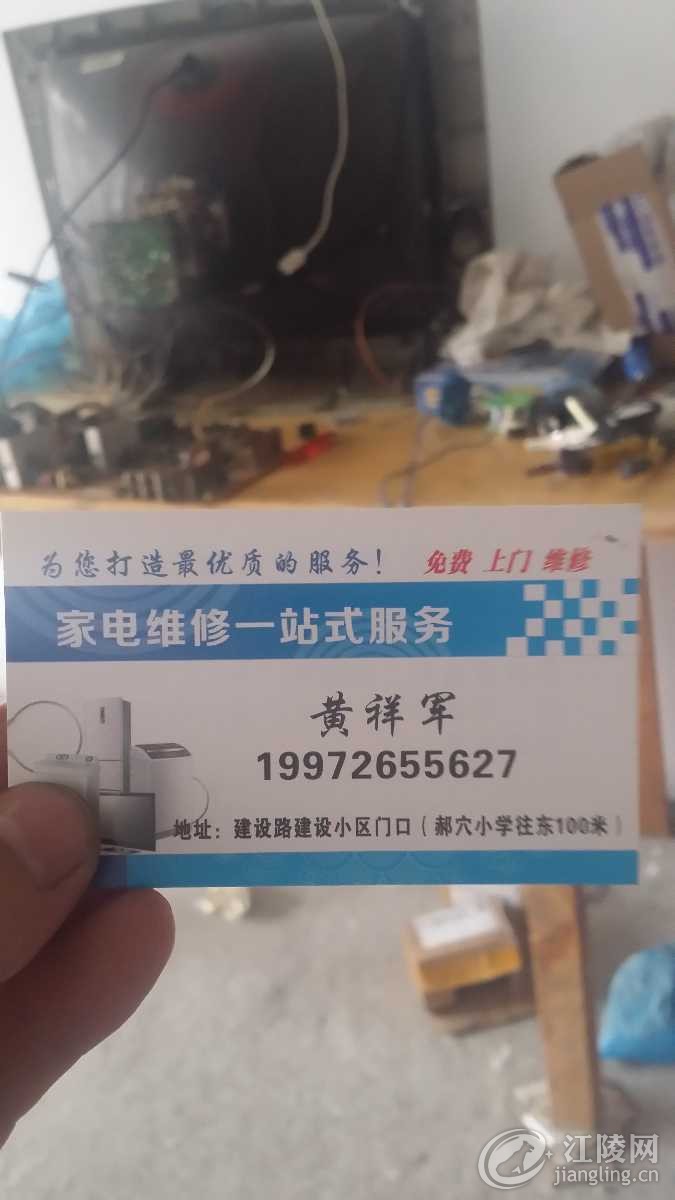 为您打造最优质的服务！ 免费 上门 维修
家电维修一站式服务
黄祥军
19972655627
地址：建设路建设小区门口（郝穴小学往东100米）
江陵网
jiangling.cn